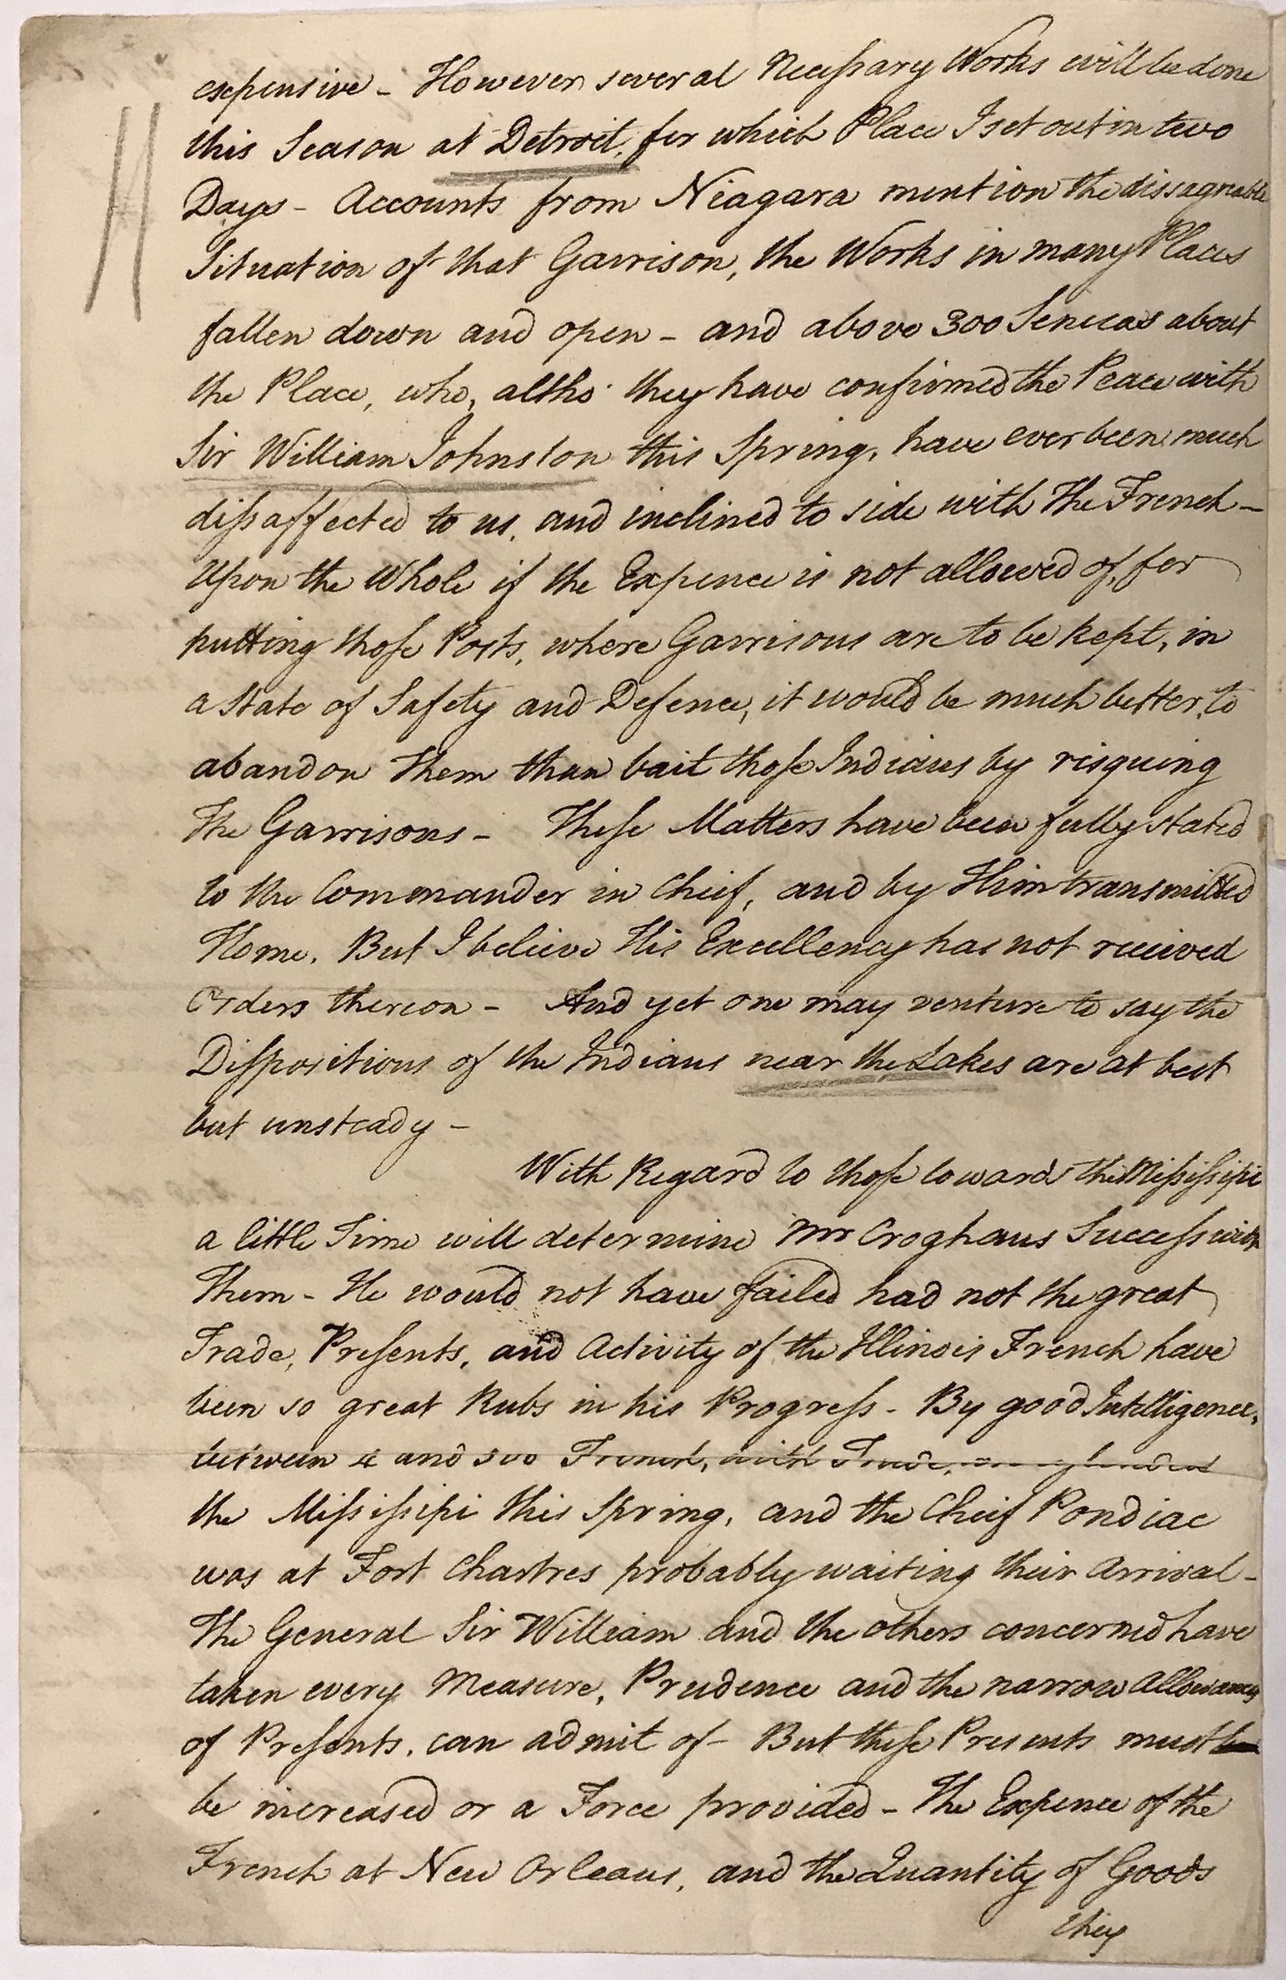 expensive - However several necessary Works will be done
this Season at Detroit, for which Place I set out in two
Days - Accounts from Niagara mention the dissagreable
Situation of that Garrison, the Works in many Places
fallen down and open - and above 300 Senecas about
the Place, who, altho' they have confirmed the Peace with
Sir William Johnston this Spring, have ever been much
dissaffected to us, and inclined to side with the French -
Upon the Whole if the Expence is not allowed of, for
putting those Posts, where Garrisons are to be kept, in
a State of Safety and Defence, it would be much better, to
abandon them than bait those Indians by risquing
the Garrisons - These Matters have been fully stated
to the Commander in Chief, and by Him transmitted
Home. But I believe His Excellency has not received
Orders thereon - And yet one may venture to say the
Dispositions of the Indians near the Lakes are at best
but unsteady -
With Regard to those towards the Missisipi
a little Time will determine Mr Croghans Success with
Them - He would not have failed had not the great
Trade, Presents, and Activity of the Illinois French have
been so great Rubs in his Progress - By good Intelligence,
between 4 and 500 French, with Trade,
the Missisipi this Spring, and the Chief Pondiac
was at Fort Chartres probably waiting their Arrival -
The General Sir William and the others concerned have
taken every Measure, Prudence and the narrow Allowance
of Presents, can admit of - But these Presents must
be increased or a Force provided - The Expence of the
French at New Orleans, and the Quantity of Goods
they